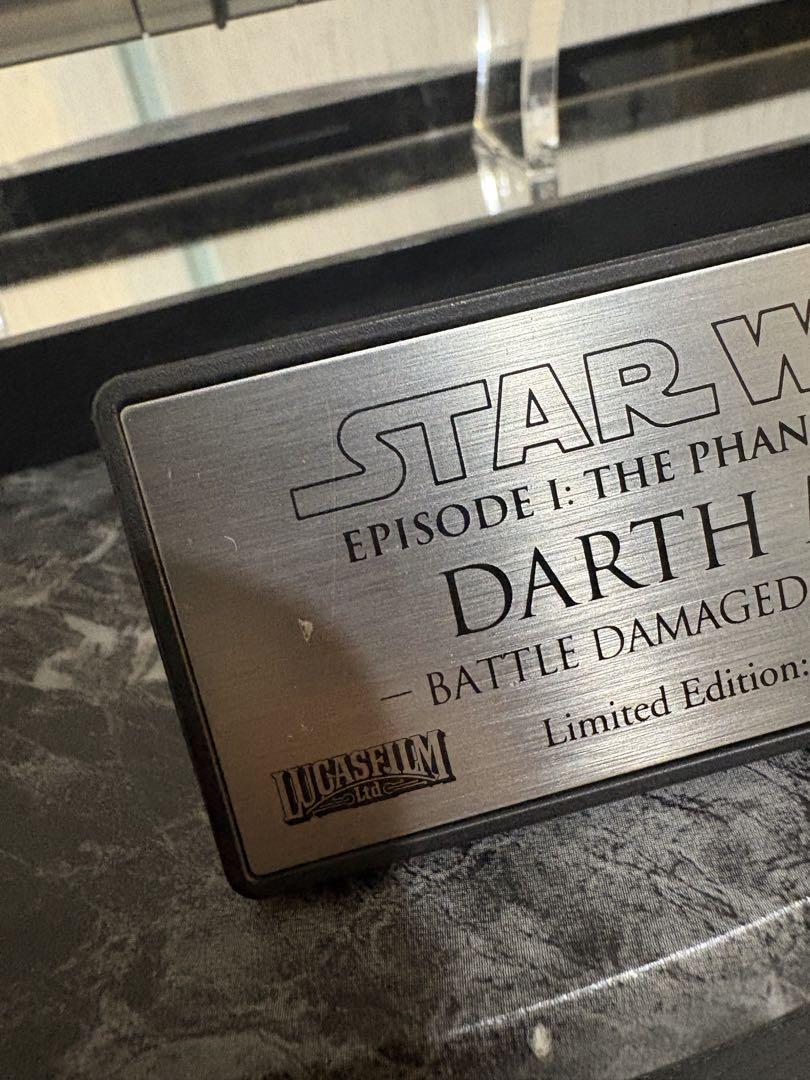 STAR W
EPISODE I: THE PHAN
DARTH
– BATTLE DAMAGED
Limited Edition:
LUCASFILM
Ltd